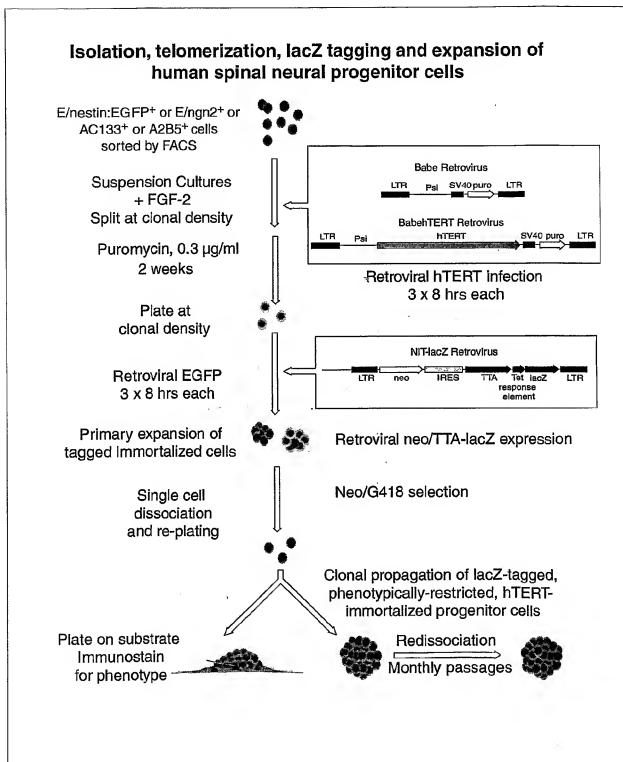 Isolation, telomerization, lacZ tagging and expansion of
human spinal neural progenitor cells
E/nestin:EGFP+ or E/ngn2+ or
AC133+ or A2B5+ cells
sorted by FACS
Suspension Cultures
+ FGF-2
Split at clonal density
Babe Retrovirus
LTR Psi SV40 puro LTR
BabehTERT Retrovirus
LTR Psi hTERT SV40 puro LTR
Puromycin, 0.3 µg/ml
2 weeks
Retroviral hTERT infection
3 x 8 hrs each
Plate at
clonal density
NIT-lacZ Retrovirus
LTR neo IRES TTA Tet lacZ LTR
response
element
Retroviral EGFP
3 x 8 hrs each
Primary expansion of
tagged Immortalized cells
Retroviral neo/TTA-lacZ expression
Single cell
dissociation
and re-plating
Neo/G418 selection
Clonal propagation of lacZ-tagged,
phenotypically-restricted, hTERT-
immortalized progenitor cells
Plate on substrate
Immunostain
for phenotype
Redissociation
Monthly passages